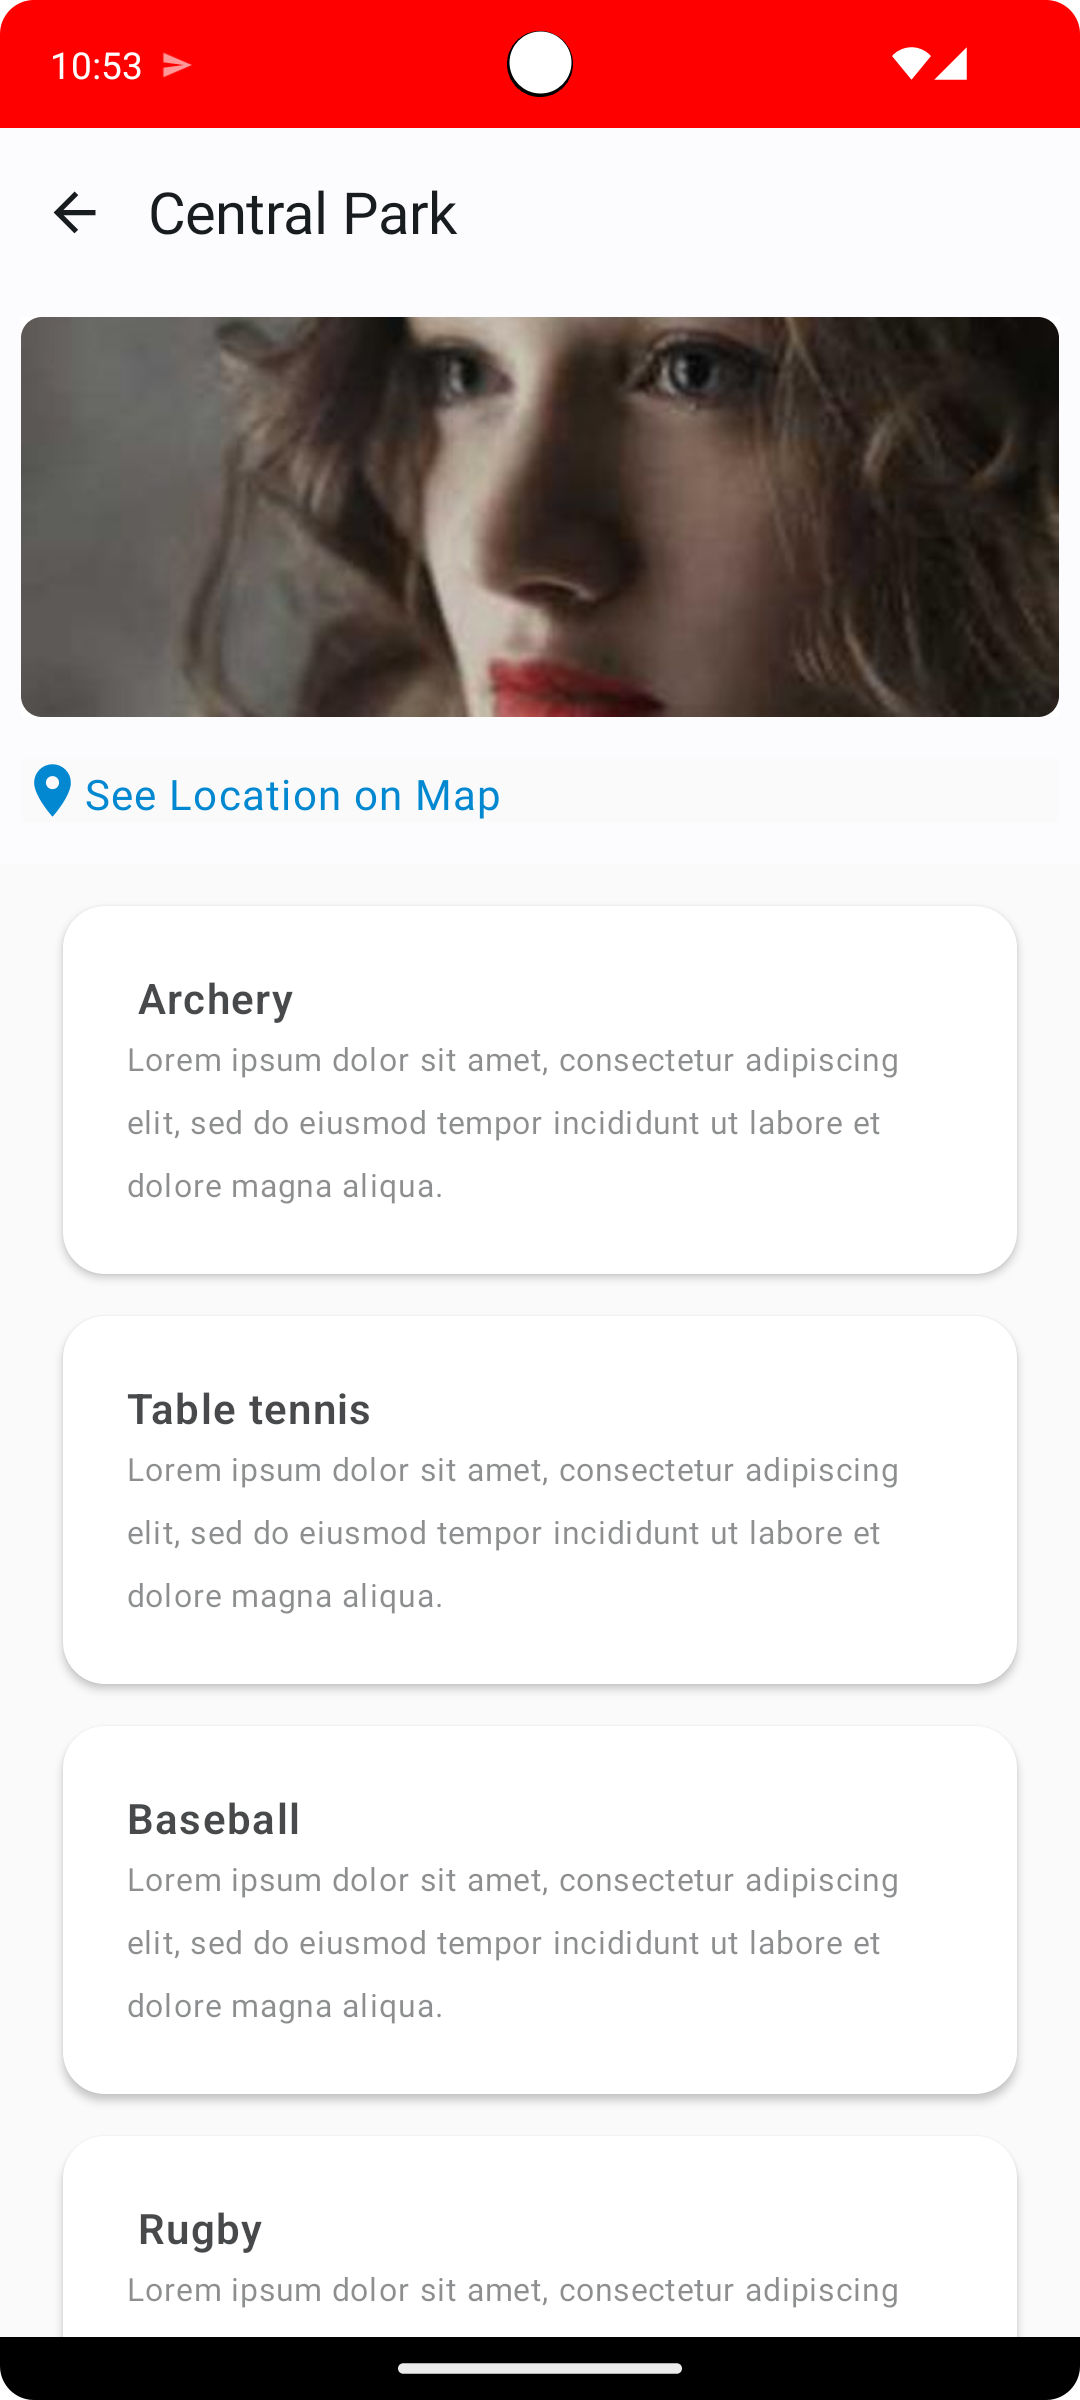 10:53
Central Park
See Location on Map
Archery
Lorem ipsum dolor sit amet, consectetur adipiscing
elit, sed do eiusmod tempor incididunt ut labore et
dolore magna aliqua.
Table tennis
Lorem ipsum dolor sit amet, consectetur adipiscing
elit, sed do eiusmod tempor incididunt ut labore et
dolore magna aliqua.
Baseball
Lorem ipsum dolor sit amet, consectetur adipiscing
elit, sed do eiusmod tempor incididunt ut labore et
dolore magna aliqua.
Rugby
Lorem ipsum dolor sit amet, consectetur adipiscing